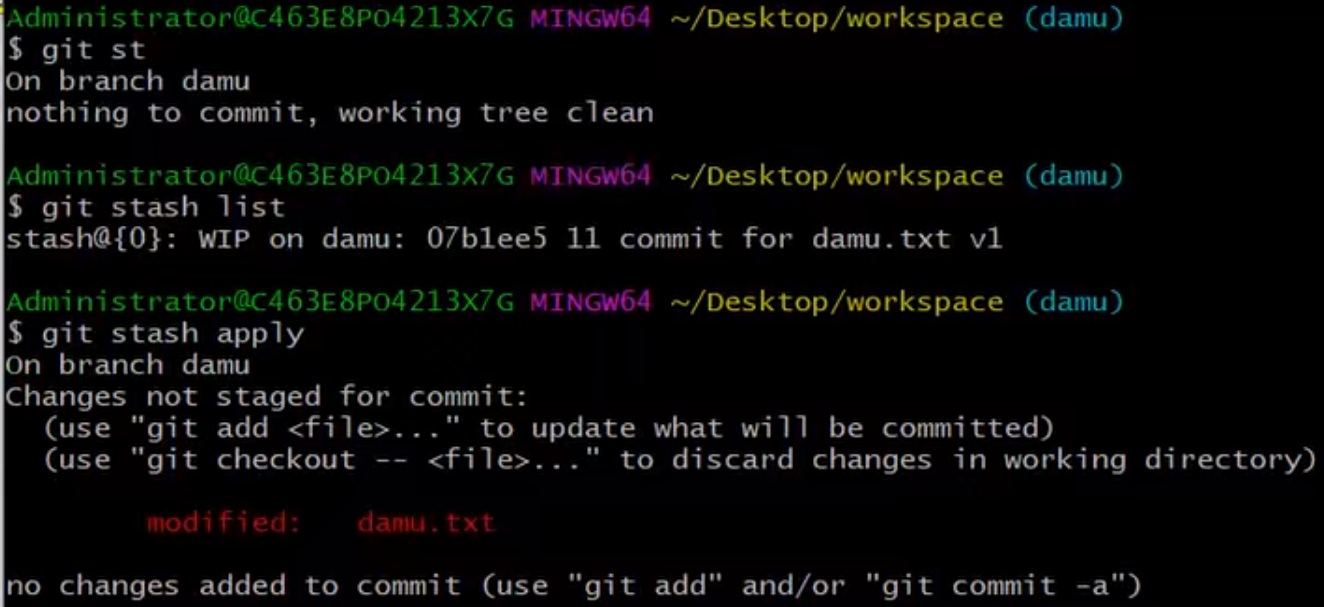 Administrator@C463E8PO4213X7G MINGW64 ~/Desktop/workspace (damu)
$ git st
On branch damu
nothing to commit, working tree clean
Administrator@C463E8PO4213X7G MINGW64 ~/Desktop/workspace (damu)
$ git stash list
stash@{0}: WIP on damu: 07b1ee5 11 commit for damu.txt v1
Administrator@C463E8PO4213X7G MINGW64 ~/Desktop/workspace (damu)
$ git stash apply
On branch damu
Changes not staged for commit:
  (use "git add <file>..." to update what will be committed)
  (use "git checkout -- <file>..." to discard changes in working directory)
        modified:   damu.txt
no changes added to commit (use "git add" and/or "git commit -a")